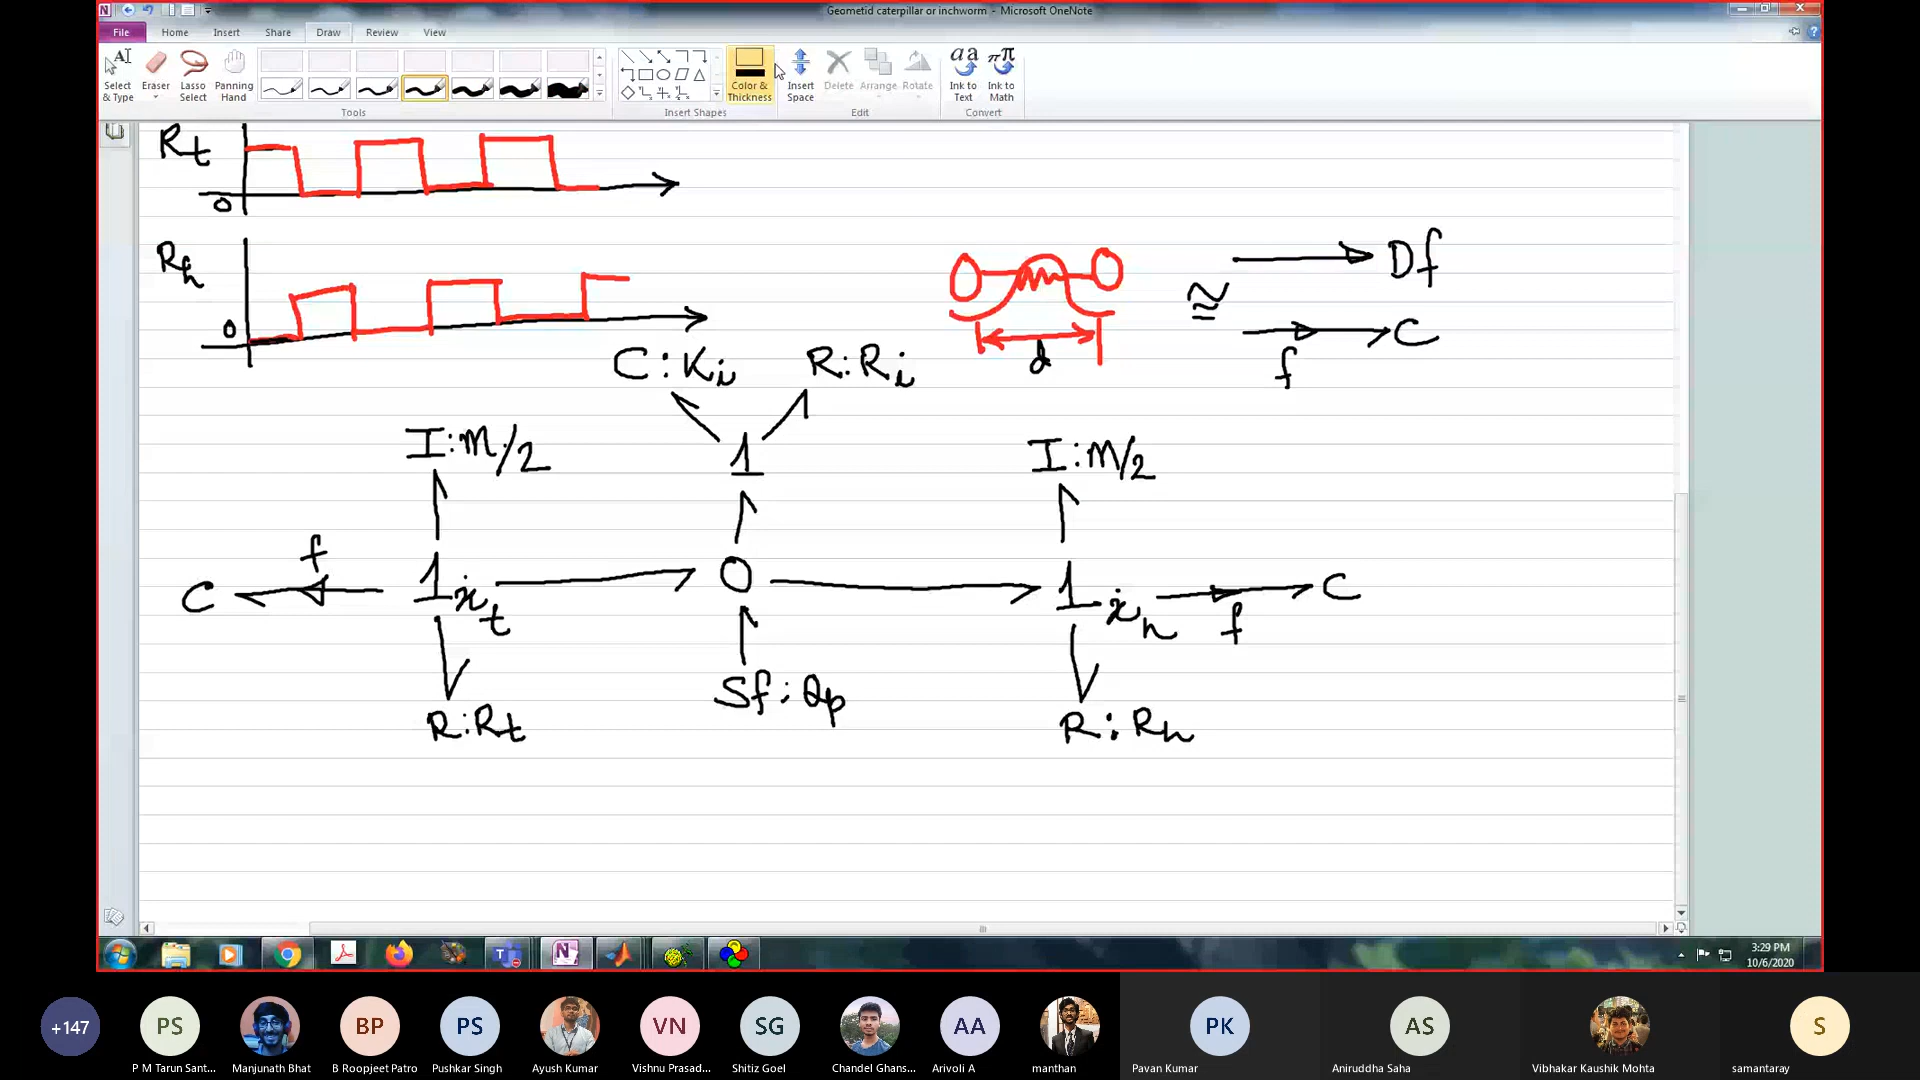 Geometid caterpillar or inchworm - Microsoft OneNote
File Home Insert Share Draw Review View
Select & Type Eraser Lasso Select Panning Hand Color & Thickness Insert Space Delete Arrange Rotate Ink to Text Ink to Math
Tools Insert Shapes Edit Convert
Rt
0
Rh
0
d
≅
Df
C
f
C : Ki R : Ri
I : M/2 1 I : M/2
C f 1 ẋt 0 1 ẋh f C
R : Rt Sf : Qp R : Rh
3:29 PM
10/6/2020
+147 PS BP PS VN SG AA PK AS S
P M Tarun Sant... Manjunath Bhat B Roopjeet Patro Pushkar Singh Ayush Kumar Vishnu Prasad... Shitiz Goel Chandel Ghans... Arivoli A manthan Pavan Kumar Aniruddha Saha Vibhakar Kaushik Mohta samantaray